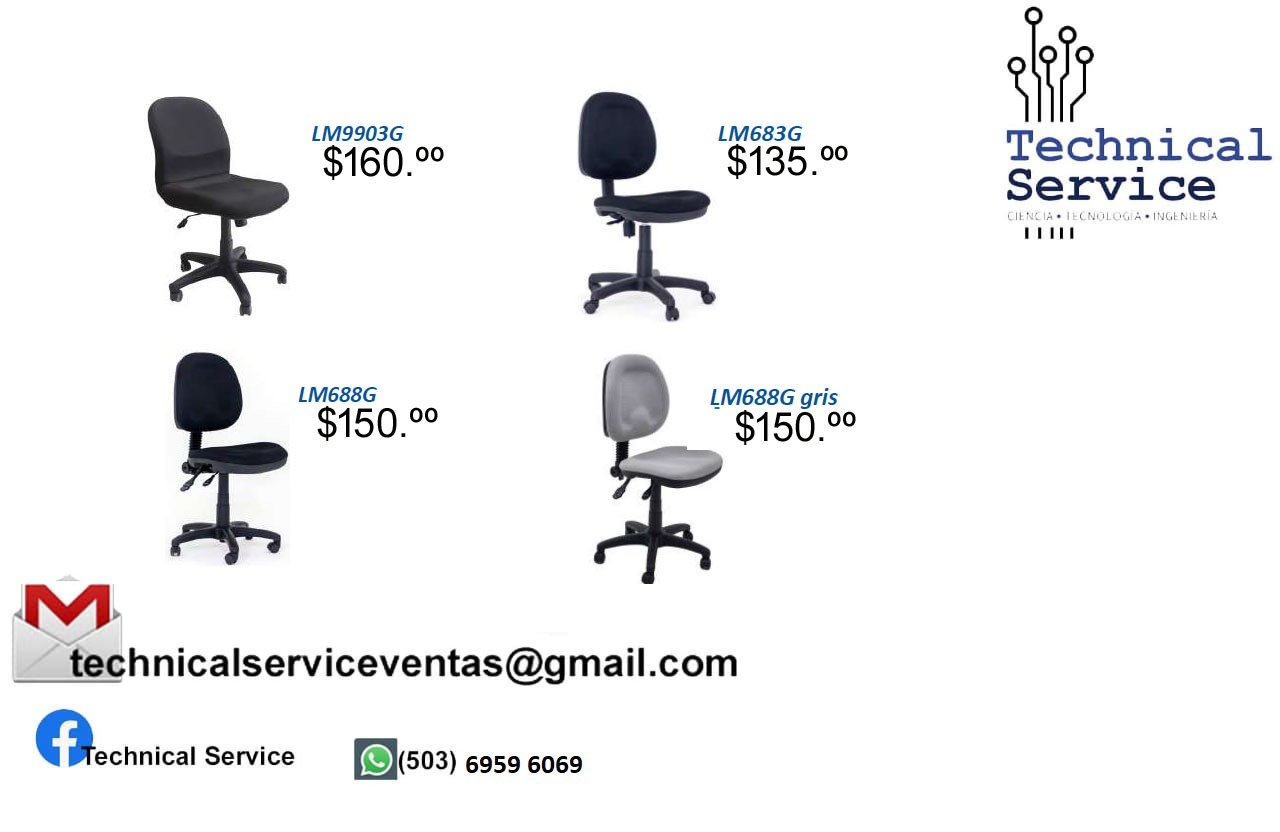 LM9903G
$160.ºº
LM683G
$135.ºº
Technical
Service
CIENCIA • TECNOLOGÍA • INGENIERÍA
LM688G
$150.ºº
LM688G gris
$150.ºº
technicalserviceventas@gmail.com
Technical Service
(503) 6959 6069